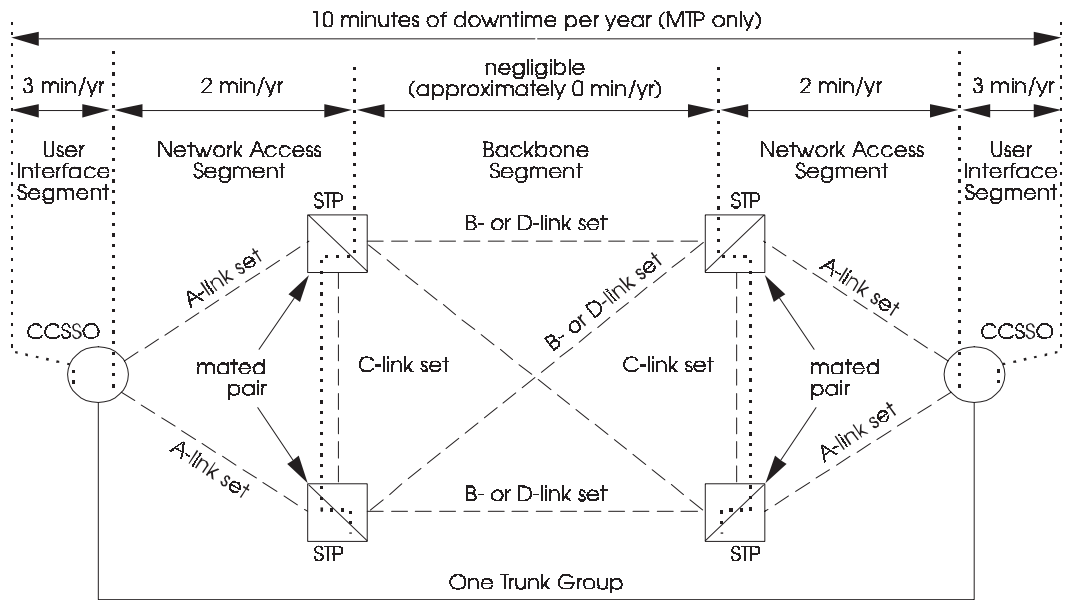 10 minutes of downtime per year (MTP only)
3 min/yr
2 min/yr
negligible
(approximately 0 min/yr)
2 min/yr
3 min/yr
User
Interface
Segment
Network Access
Segment
Backbone
Segment
Network Access
Segment
User
Interface
Segment
STP
STP
B- or D-link set
A-link set
B- or D-link set
A-link set
CCSSO
CCSSO
mated
pair
C-link set
C-link set
mated
pair
A-link set
A-link set
B- or D-link set
STP
STP
One Trunk Group